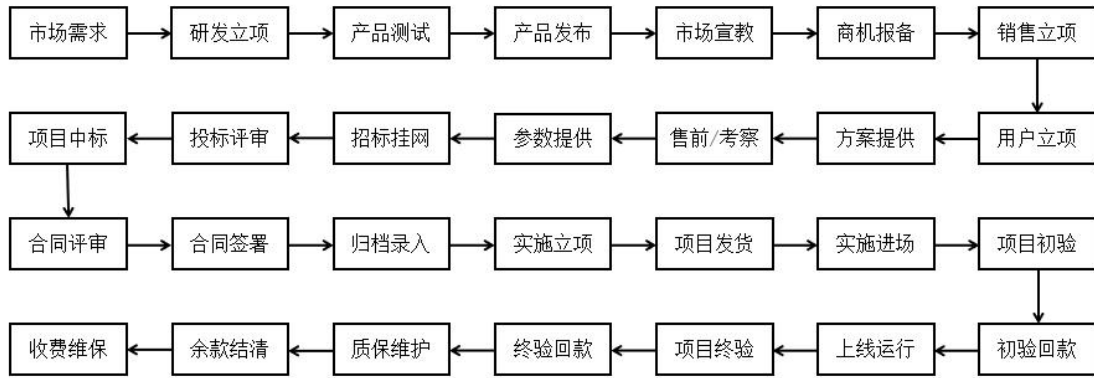 市场需求
研发立项
产品测试
产品发布
市场宣教
商机报备
销售立项
用户立项
方案提供
售前/考察
参数提供
招标挂网
投标评审
项目中标
合同评审
合同签署
归档录入
实施立项
项目发货
实施进场
项目初验
初验回款
上线运行
项目终验
终验回款
质保维护
余款结清
收费维保